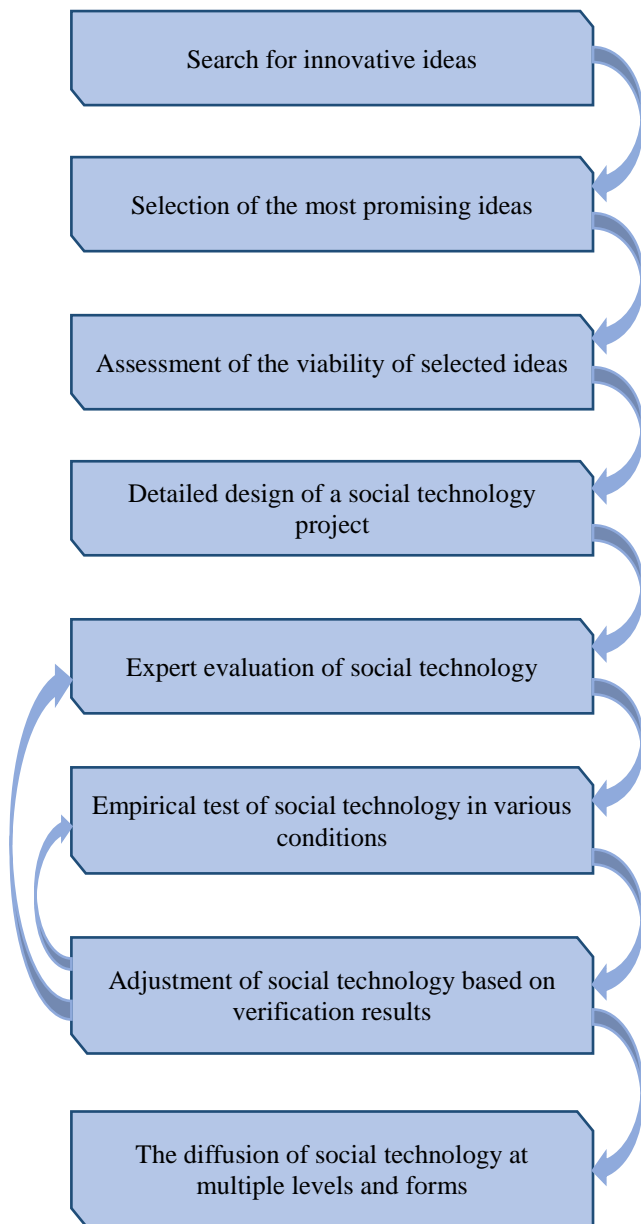 Search for innovative ideas
Selection of the most promising ideas
Assessment of the viability of selected ideas
Detailed design of a social technology
project
Expert evaluation of social technology
Empirical test of social technology in various
conditions
Adjustment of social technology based on
verification results
The diffusion of social technology at
multiple levels and forms